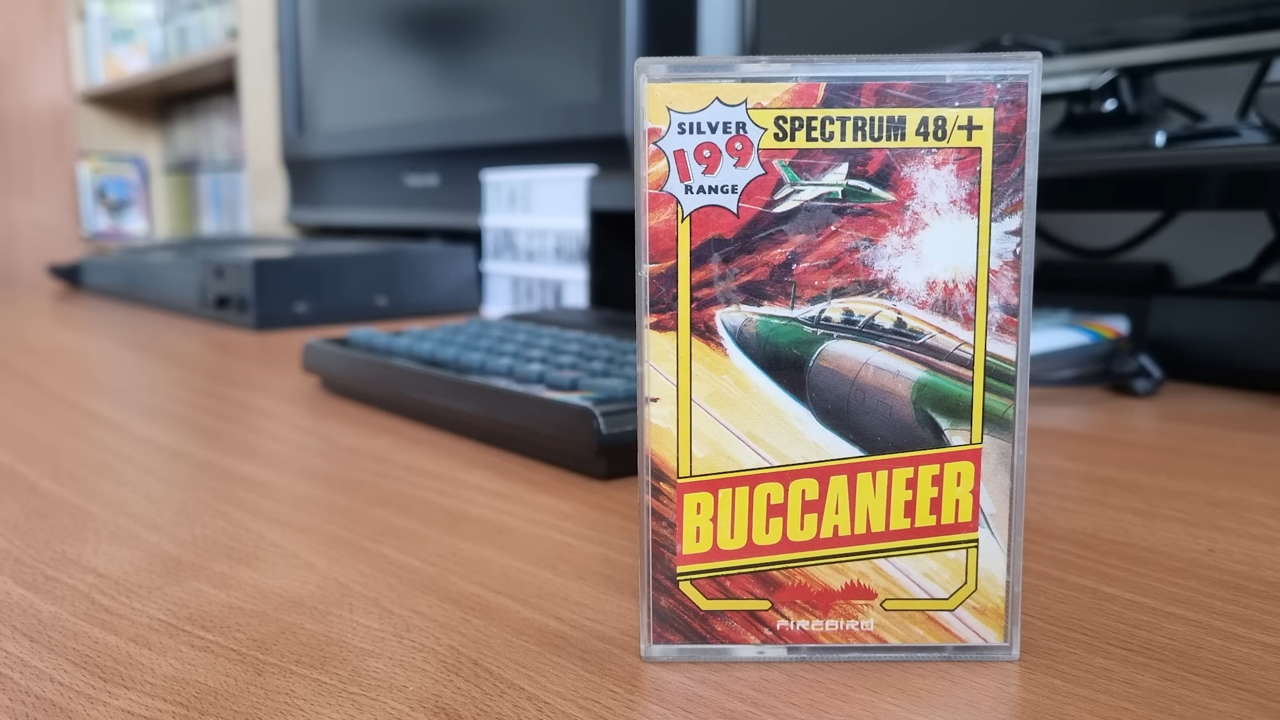 SILVER
199
RANGE
SPECTRUM 48/+
BUCCANEER
FIREBIRD